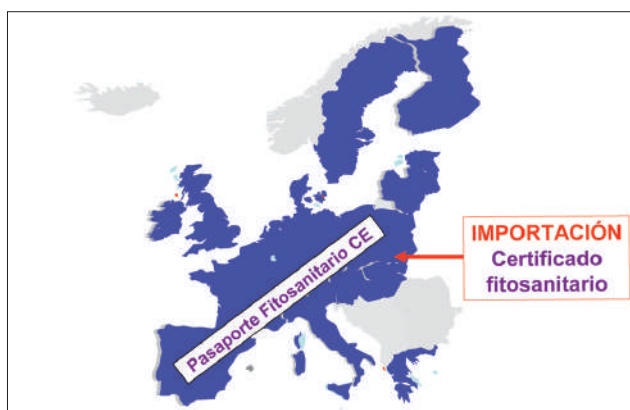 Pasaporte Fitosanitario CE
IMPORTACIÓN
Certificado
fitosanitario